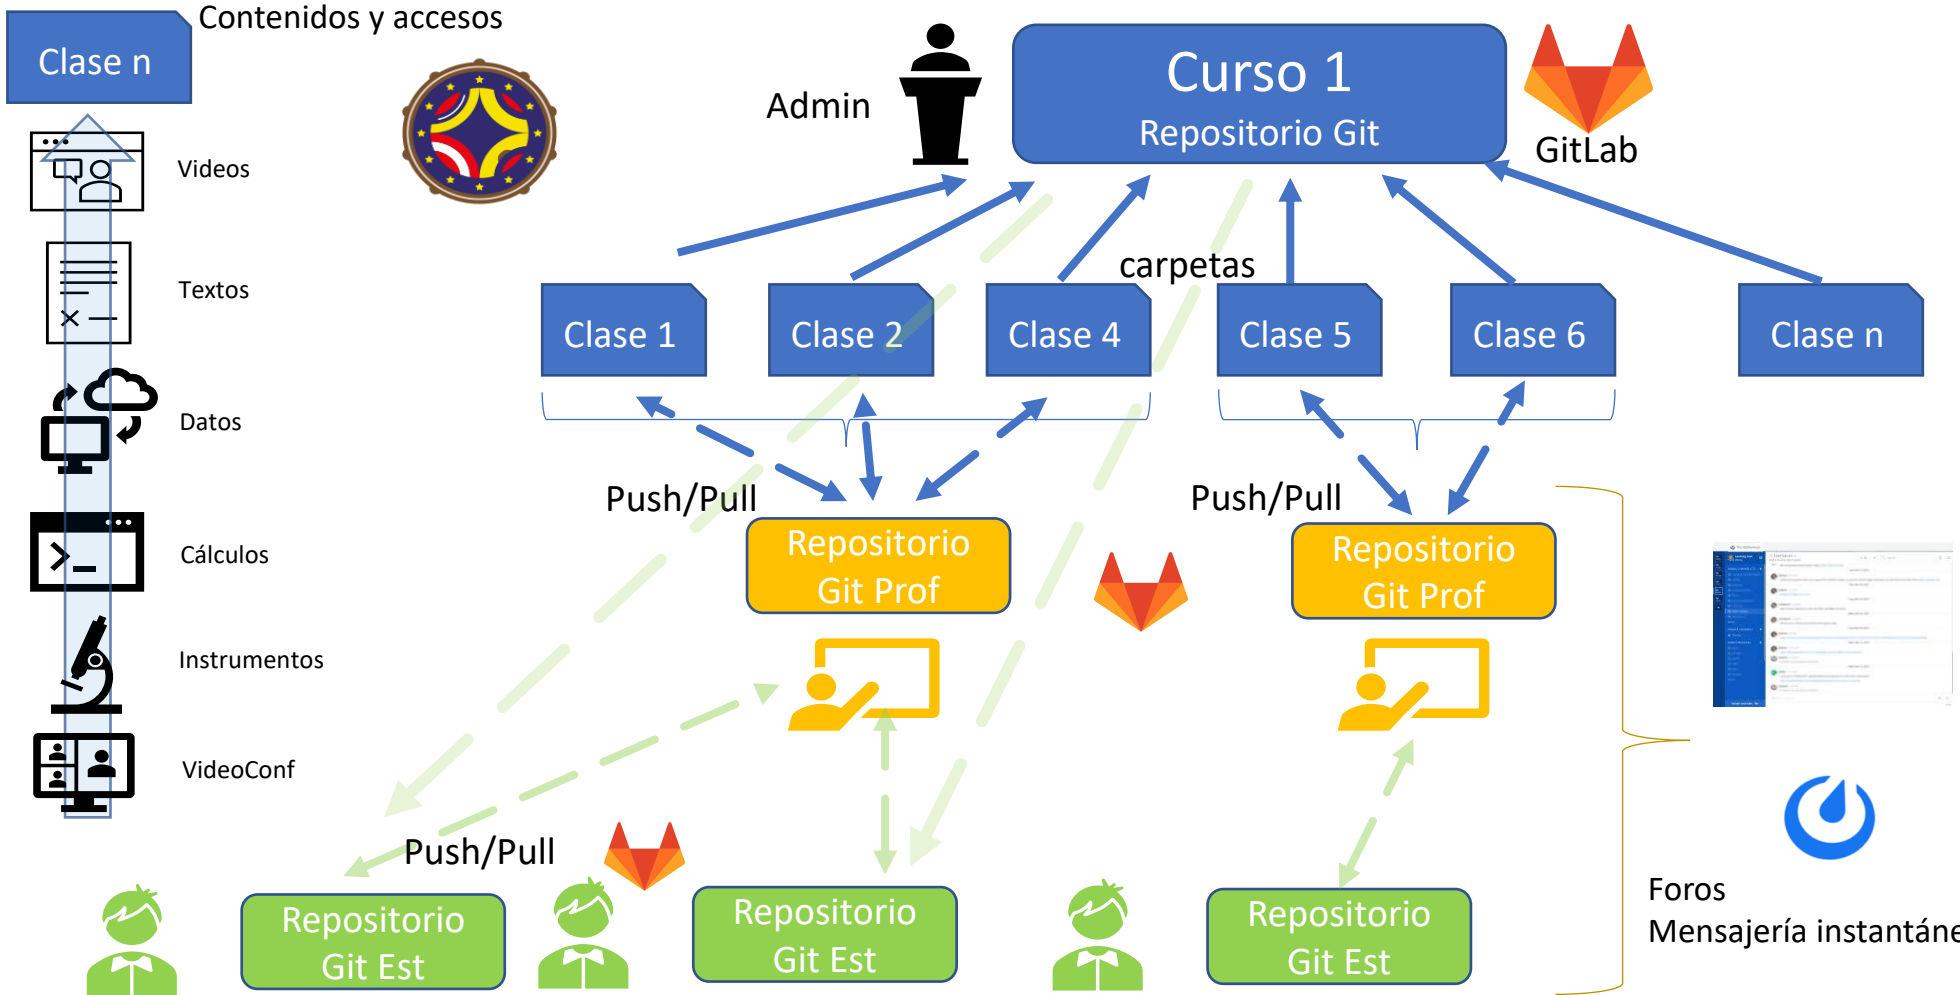 Contenidos y accesos
Clase n
Videos
Textos
Datos
Cálculos
Instrumentos
VideoConf
Admin
Curso 1
Repositorio Git
GitLab
carpetas
Clase 1
Clase 2
Clase 4
Clase 5
Clase 6
Clase n
Push/Pull
Push/Pull
Repositorio
Git Prof
Repositorio
Git Prof
Push/Pull
Repositorio
Git Est
Repositorio
Git Est
Repositorio
Git Est
Foros
Mensajería instantáne